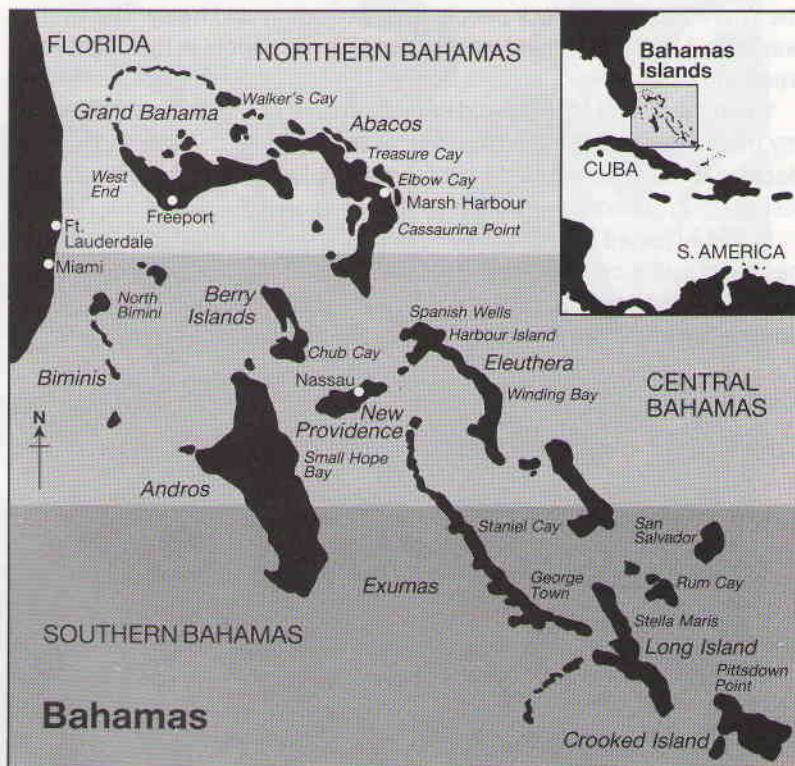 FLORIDA
NORTHERN BAHAMAS
Bahamas
Islands
CUBA
S. AMERICA
Walker's Cay
Grand Bahama
Abacos
Treasure Cay
West
End
Elbow Cay
Freeport
Marsh Harbour
Cassaurina Point
Ft.
Lauderdale
Miami
North
Bimini
Berry
Islands
Spanish Wells
Harbour Island
Chub Cay
Eleuthera
Biminis
Nassau
Winding Bay
CENTRAL
BAHAMAS
N
New
Providence
Small Hope
Bay
Andros
Staniel Cay
San
Salvador
Exumas
George
Town
Rum Cay
Stella Maris
SOUTHERN BAHAMAS
Long Island
Pittsdown
Point
Bahamas
Crooked Island